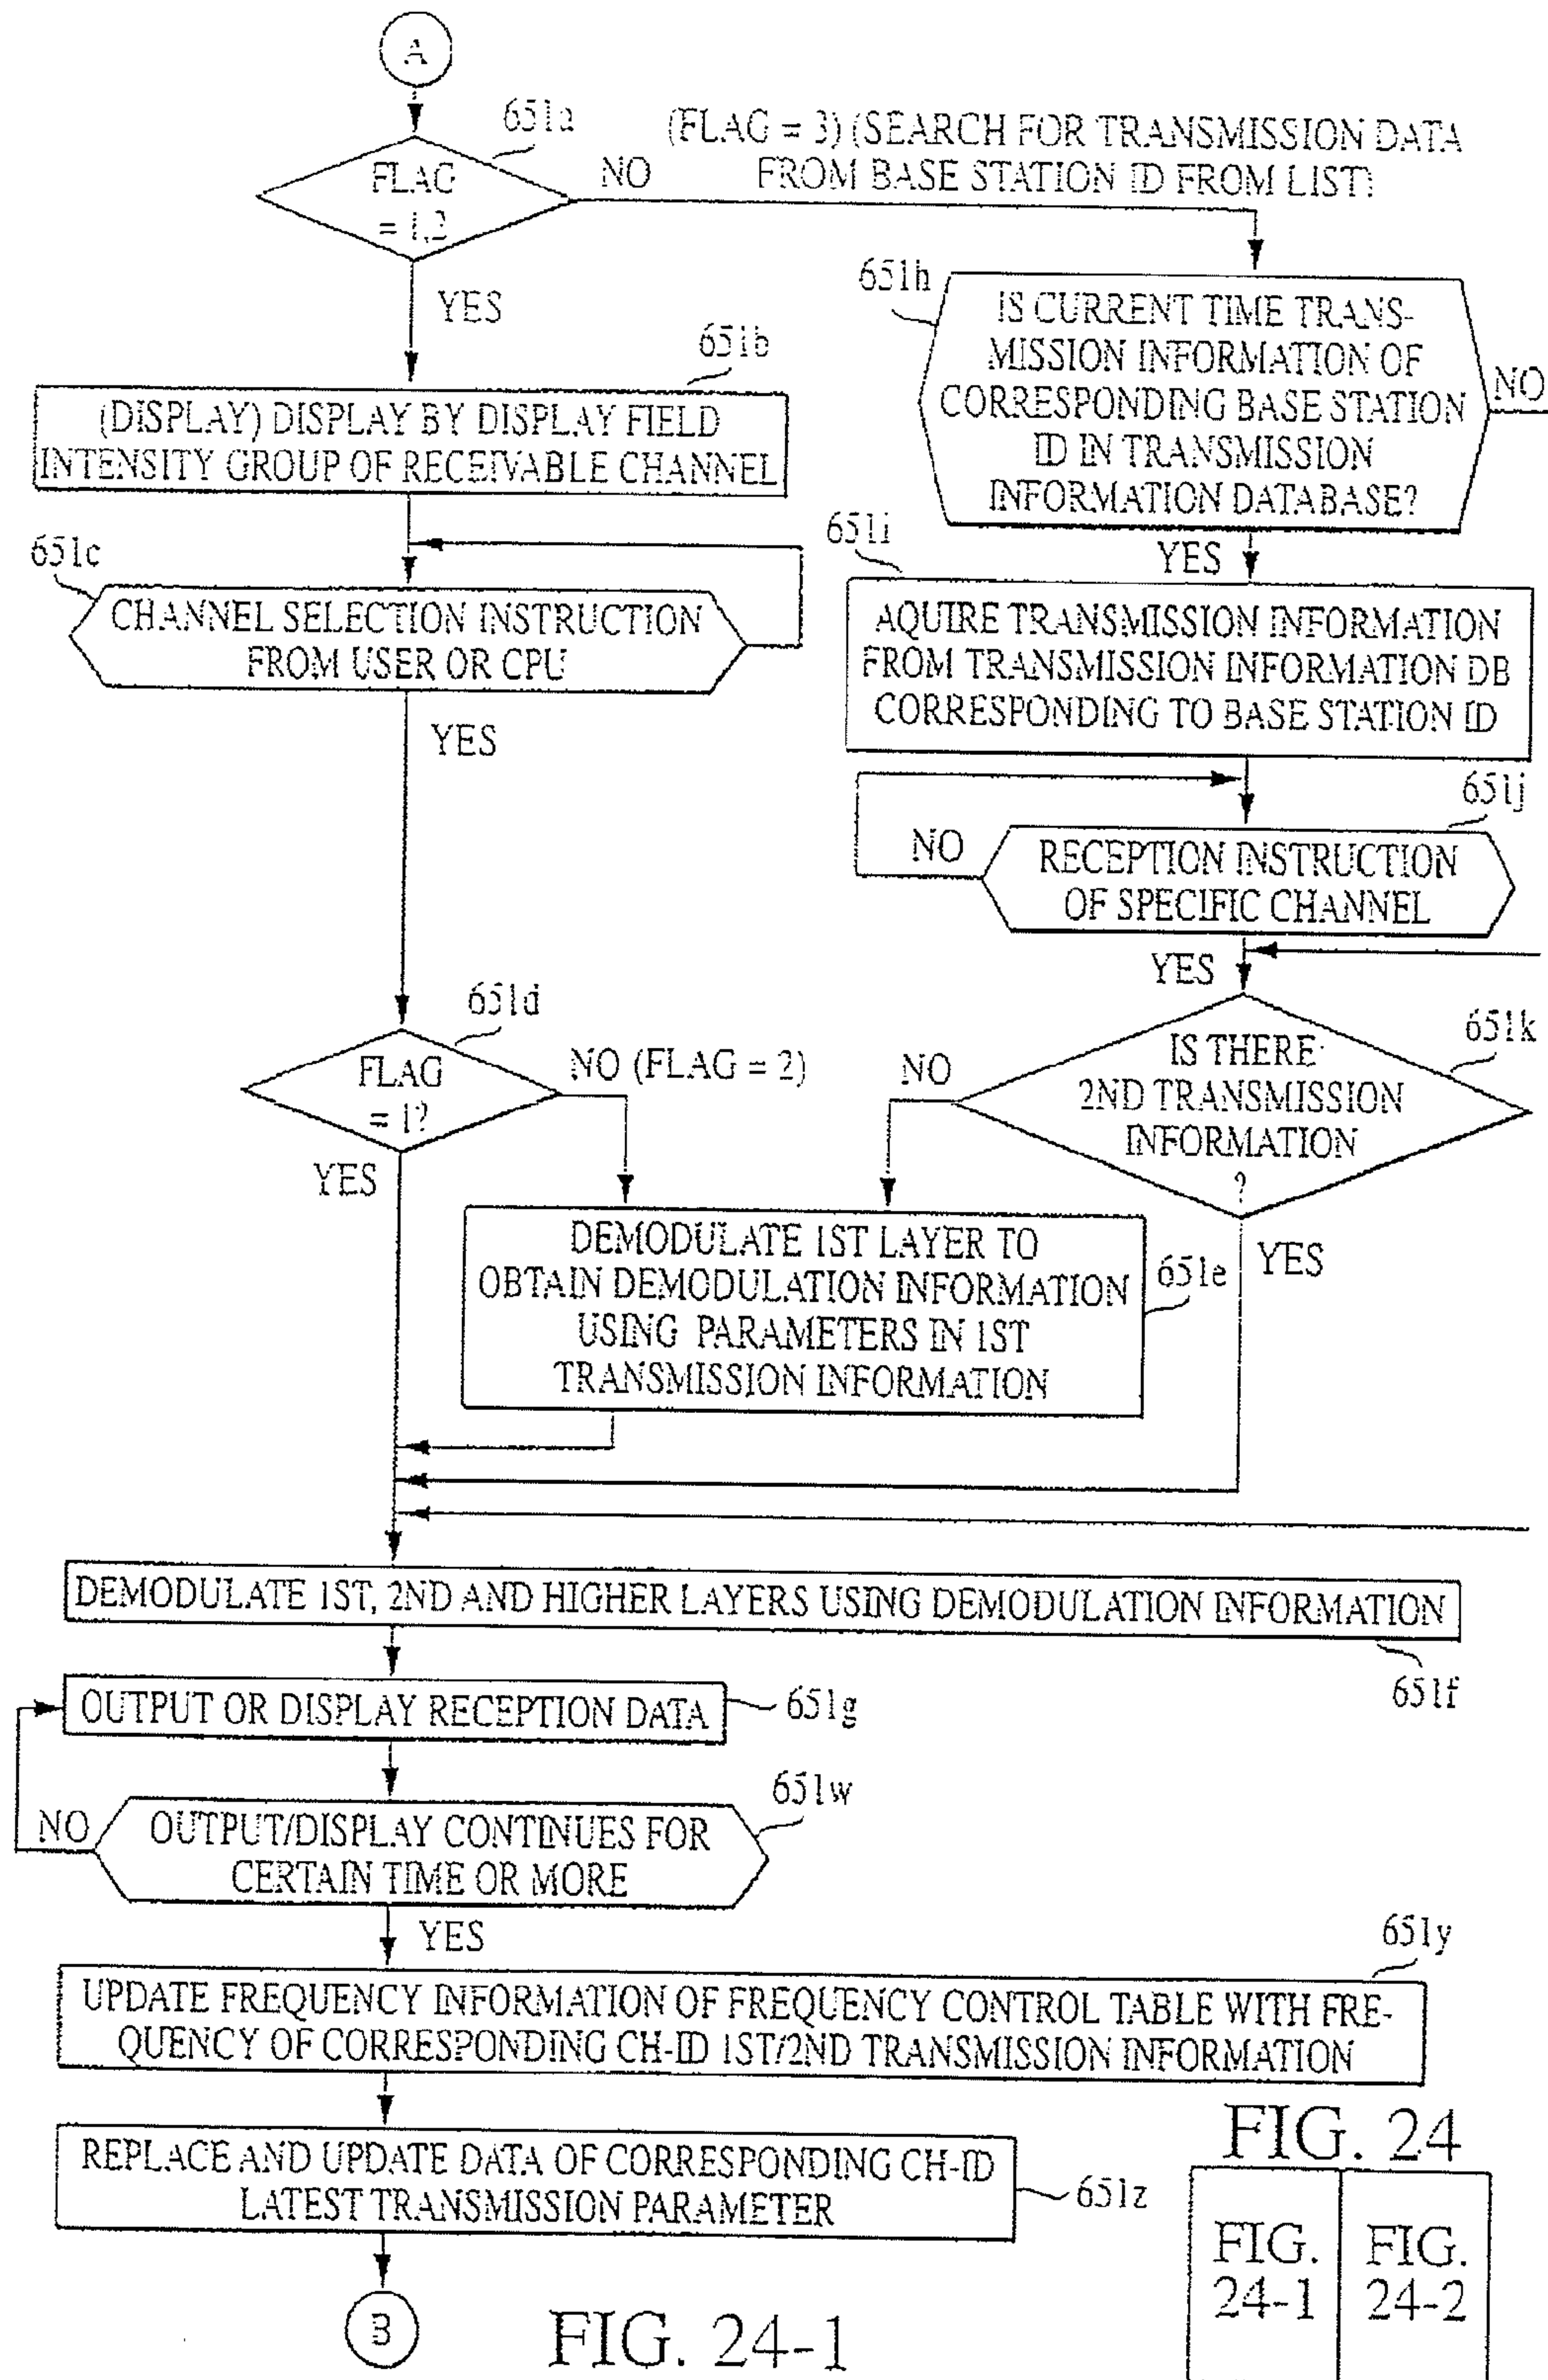 A
651a
FLAG
= 1,2
NO
(FLAG = 3) (SEARCH FOR TRANSMISSION DATA
FROM BASE STATION ID FROM LIST)
YES
651b
(DISPLAY) DISPLAY BY DISPLAY FIELD
INTENSITY GROUP OF RECEIVABLE CHANNEL
651h
IS CURRENT TIME TRANS-
MISSION INFORMATION OF
CORRESPONDING BASE STATION
ID IN TRANSMISSION
INFORMATION DATABASE?
NO
YES
651c
CHANNEL SELECTION INSTRUCTION
FROM USER OR CPU
YES
651i
AQUIRE TRANSMISSION INFORMATION
FROM TRANSMISSION INFORMATION DB
CORRESPONDING TO BASE STATION ID
651j
NO
RECEPTION INSTRUCTION
OF SPECIFIC CHANNEL
YES
651d
FLAG
= 1?
NO (FLAG = 2)
YES
651k
NO
IS THERE
2ND TRANSMISSION
INFORMATION
?
YES
DEMODULATE 1ST LAYER TO
OBTAIN DEMODULATION INFORMATION
USING PARAMETERS IN 1ST
TRANSMISSION INFORMATION
651e
DEMODULATE 1ST, 2ND AND HIGHER LAYERS USING DEMODULATION INFORMATION
651f
OUTPUT OR DISPLAY RECEPTION DATA
651g
651w
NO
OUTPUT/DISPLAY CONTINUES FOR
CERTAIN TIME OR MORE
YES
651y
UPDATE FREQUENCY INFORMATION OF FREQUENCY CONTROL TABLE WITH FRE-
QUENCY OF CORRESPONDING CH-ID 1ST/2ND TRANSMISSION INFORMATION
REPLACE AND UPDATE DATA OF CORRESPONDING CH-ID
LATEST TRANSMISSION PARAMETER
651z
B
FIG. 24-1
FIG. 24
FIG.
24-1
FIG.
24-2